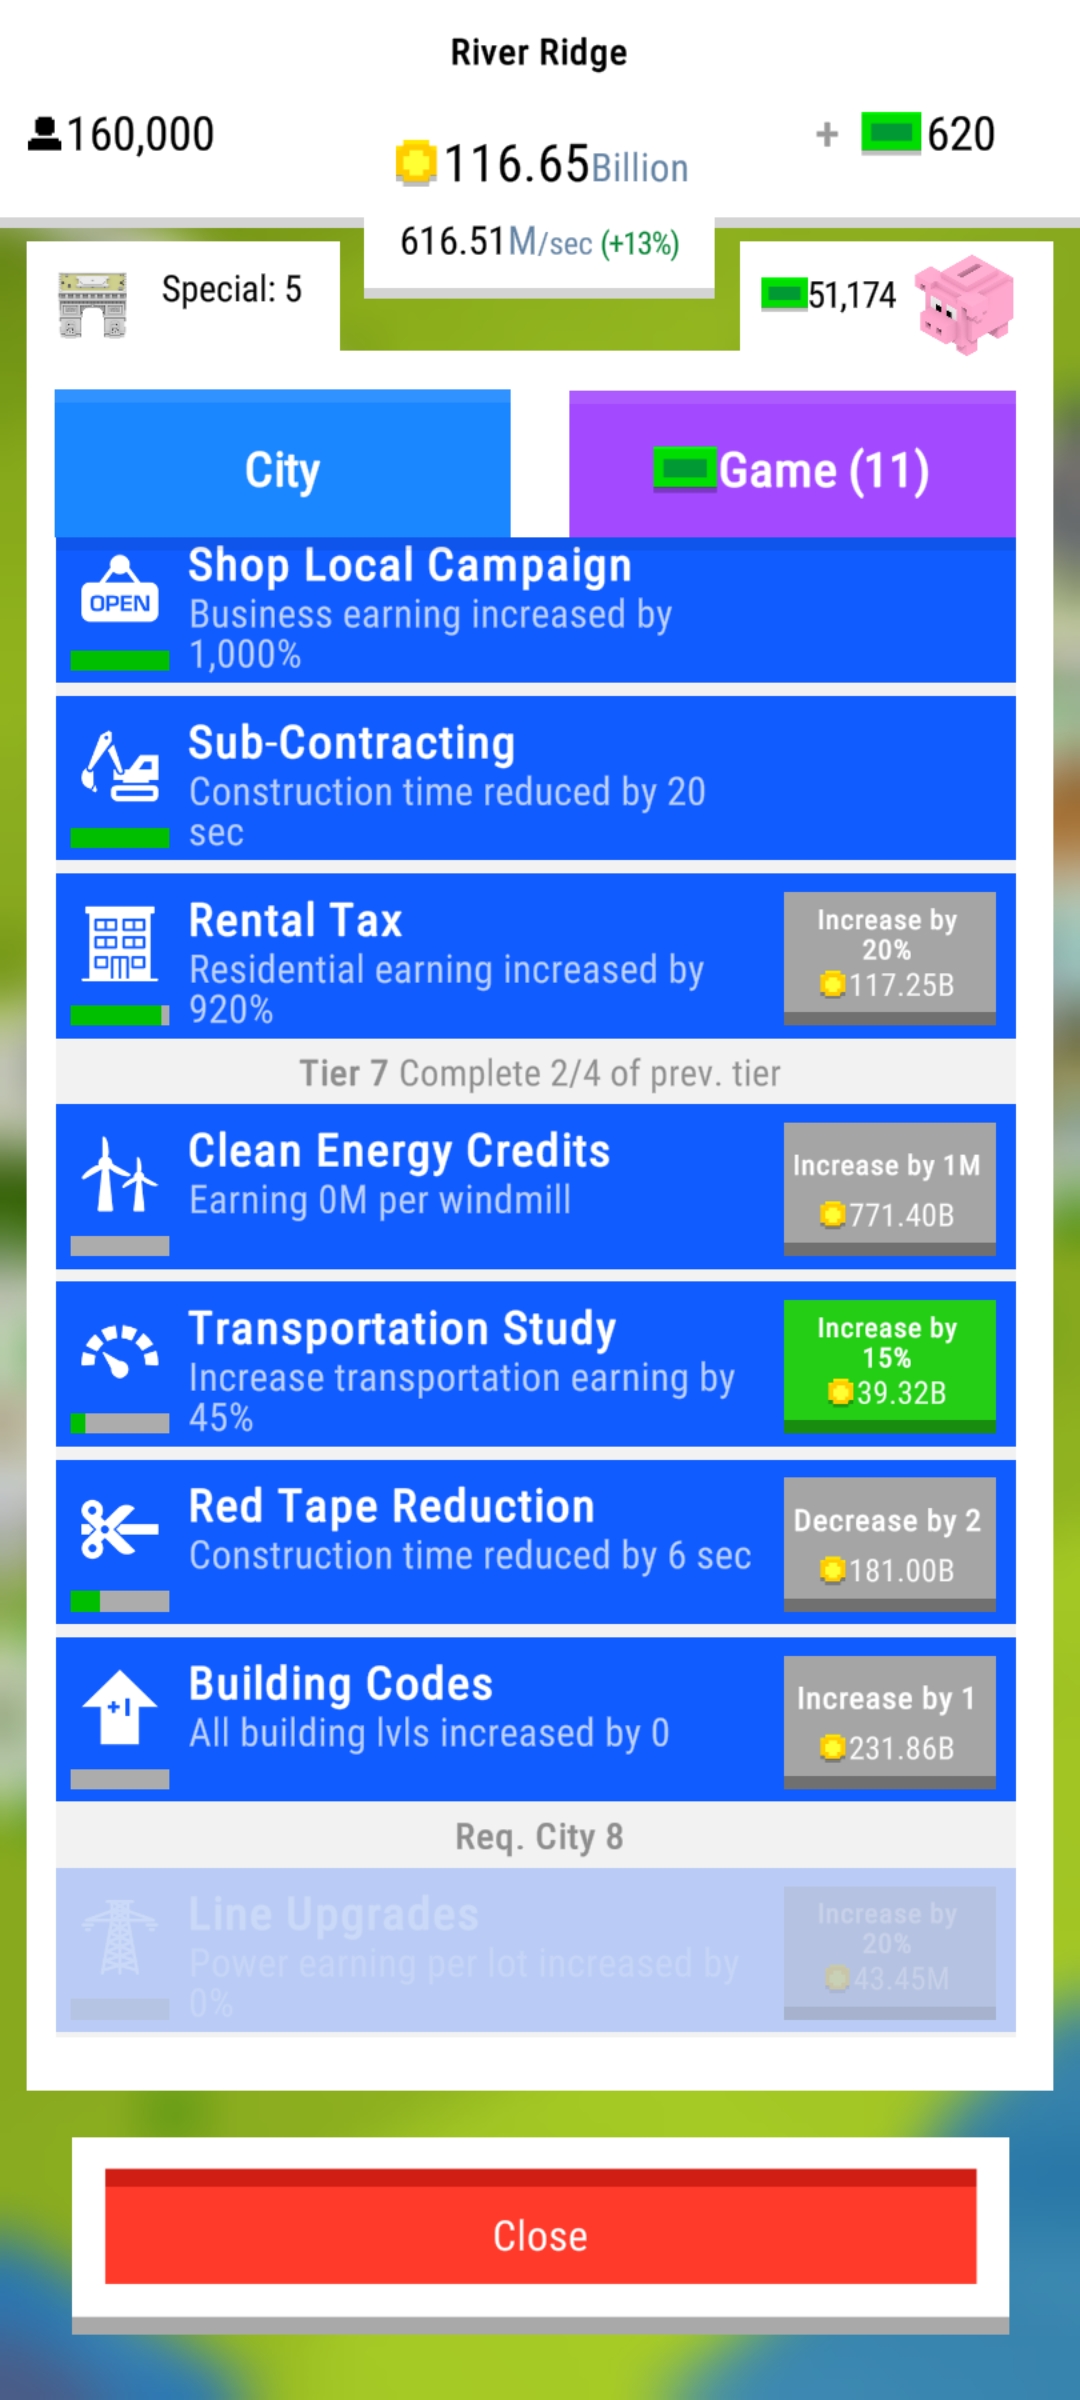 River Ridge
160,000
116.65Billion
+ 620
616.51M/sec (+13%)
Special: 5
51,174
City
Game (11)
OPEN
Shop Local Campaign
Business earning increased by
1,000%
Sub-Contracting
Construction time reduced by 20
sec
Rental Tax
Residential earning increased by
920%
Increase by
20%
117.25B
Tier 7 Complete 2/4 of prev. tier
Clean Energy Credits
Earning 0M per windmill
Increase by 1M
771.40B
Transportation Study
Increase transportation earning by
45%
Increase by
15%
39.32B
Red Tape Reduction
Construction time reduced by 6 sec
Decrease by 2
181.00B
+1
Building Codes
All building lvls increased by 0
Increase by 1
231.86B
Req. City 8
Line Upgrades
Power earning per lot increased by
0%
Increase by
20%
43.45M
Close